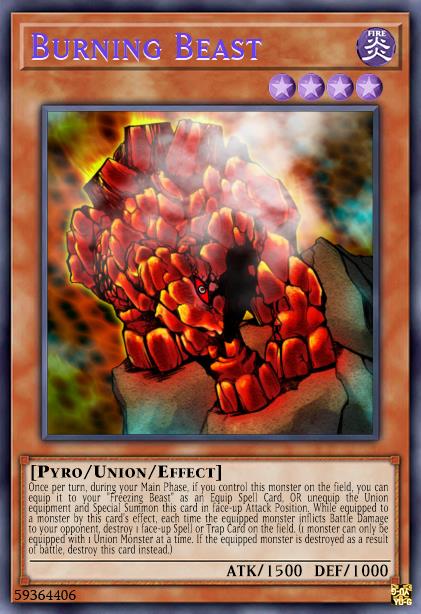 BURNING BEAST
FIRE
炎
[PYRO/UNION/EFFECT]
Once per turn, during your Main Phase, if you control this monster on the field, you can
equip it to your "Freezing Beast" as an Equip Spell Card, OR unequip the Union
equipment and Special Summon this card in face-up Attack Position. While equipped to
a monster by this card's effect, each time the equipped monster inflicts Battle Damage
to your opponent, destroy 1 face-up Spell or Trap Card on the field. (1 monster can only be
equipped with 1 Union Monster at a time. If the equipped monster is destroyed as a result
of battle, destroy this card instead.)
ATK/1500 DEF/1000
59364406